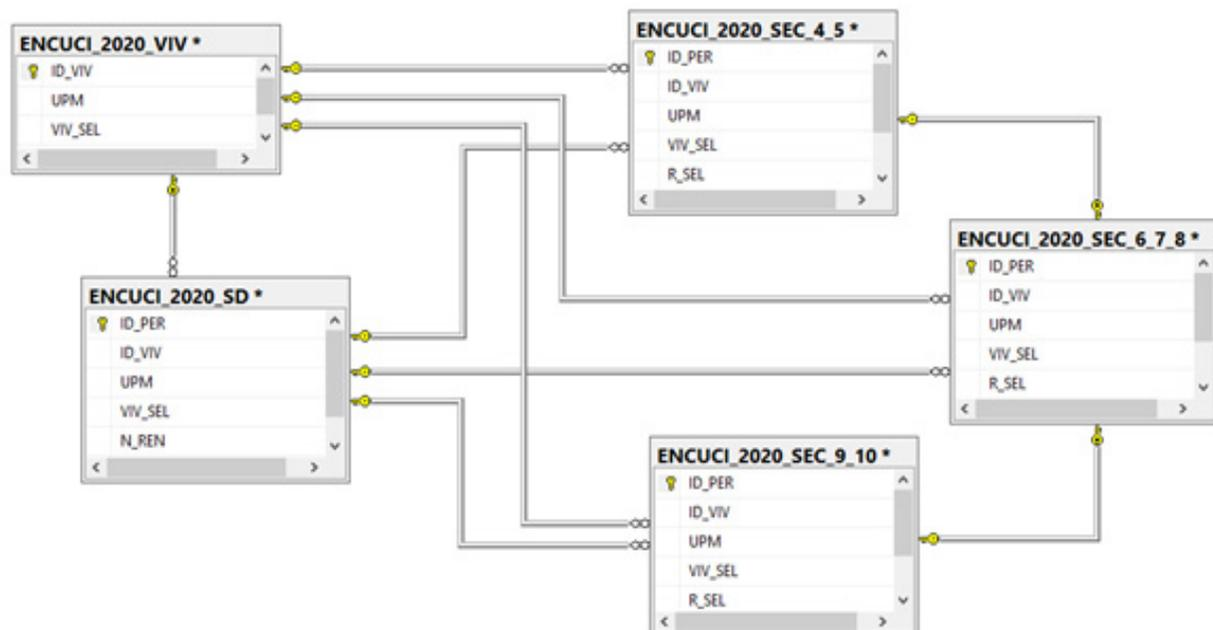 ENCUCI_2020_VIV *
ID_VIV
UPM
VIV_SEL
ENCUCI_2020_SEC_4_5 *
ID_PER
ID_VIV
UPM
VIV_SEL
R_SEL
ENCUCI_2020_SEC_6_7_8 *
ID_PER
ID_VIV
UPM
VIV_SEL
R_SEL
ENCUCI_2020_SD *
ID_PER
ID_VIV
UPM
VIV_SEL
N_REN
ENCUCI_2020_SEC_9_10 *
ID_PER
ID_VIV
UPM
VIV_SEL
R_SEL